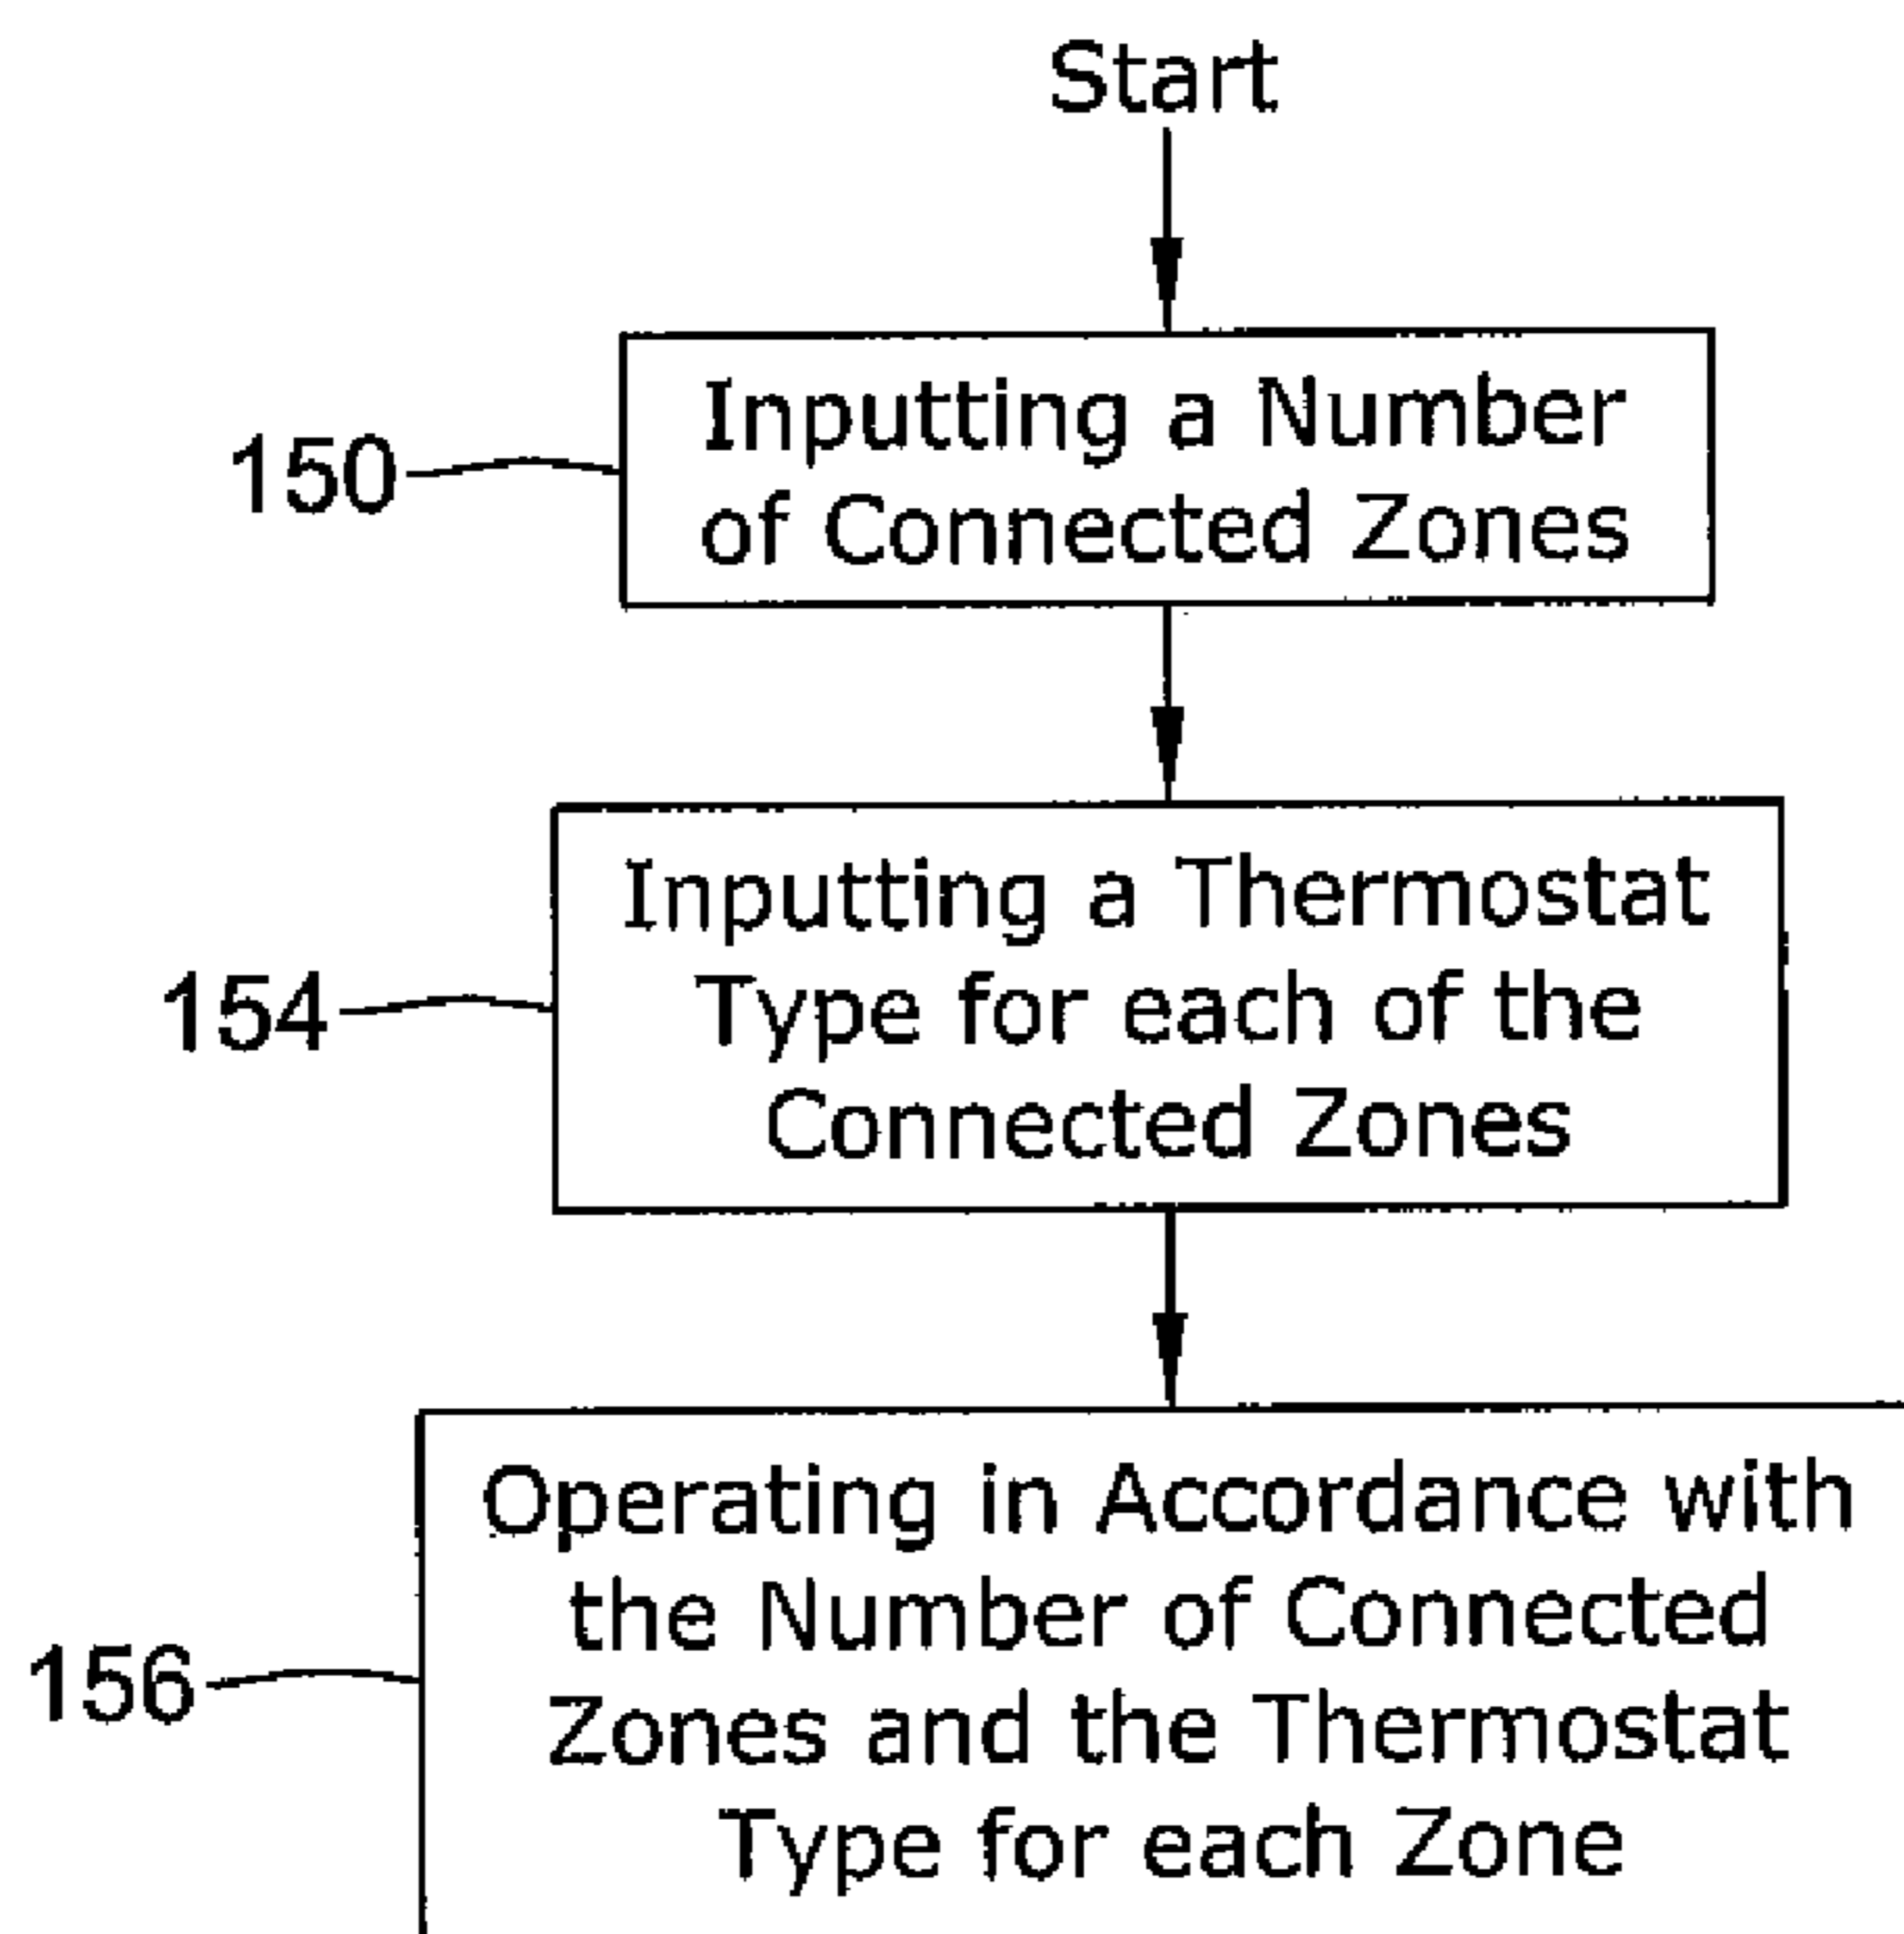 Start
150
Inputting a Number
of Connected Zones
154
Inputting a Thermostat
Type for each of the
Connected Zones
156
Operating in Accordance with
the Number of Connected
Zones and the Thermostat
Type for each Zone